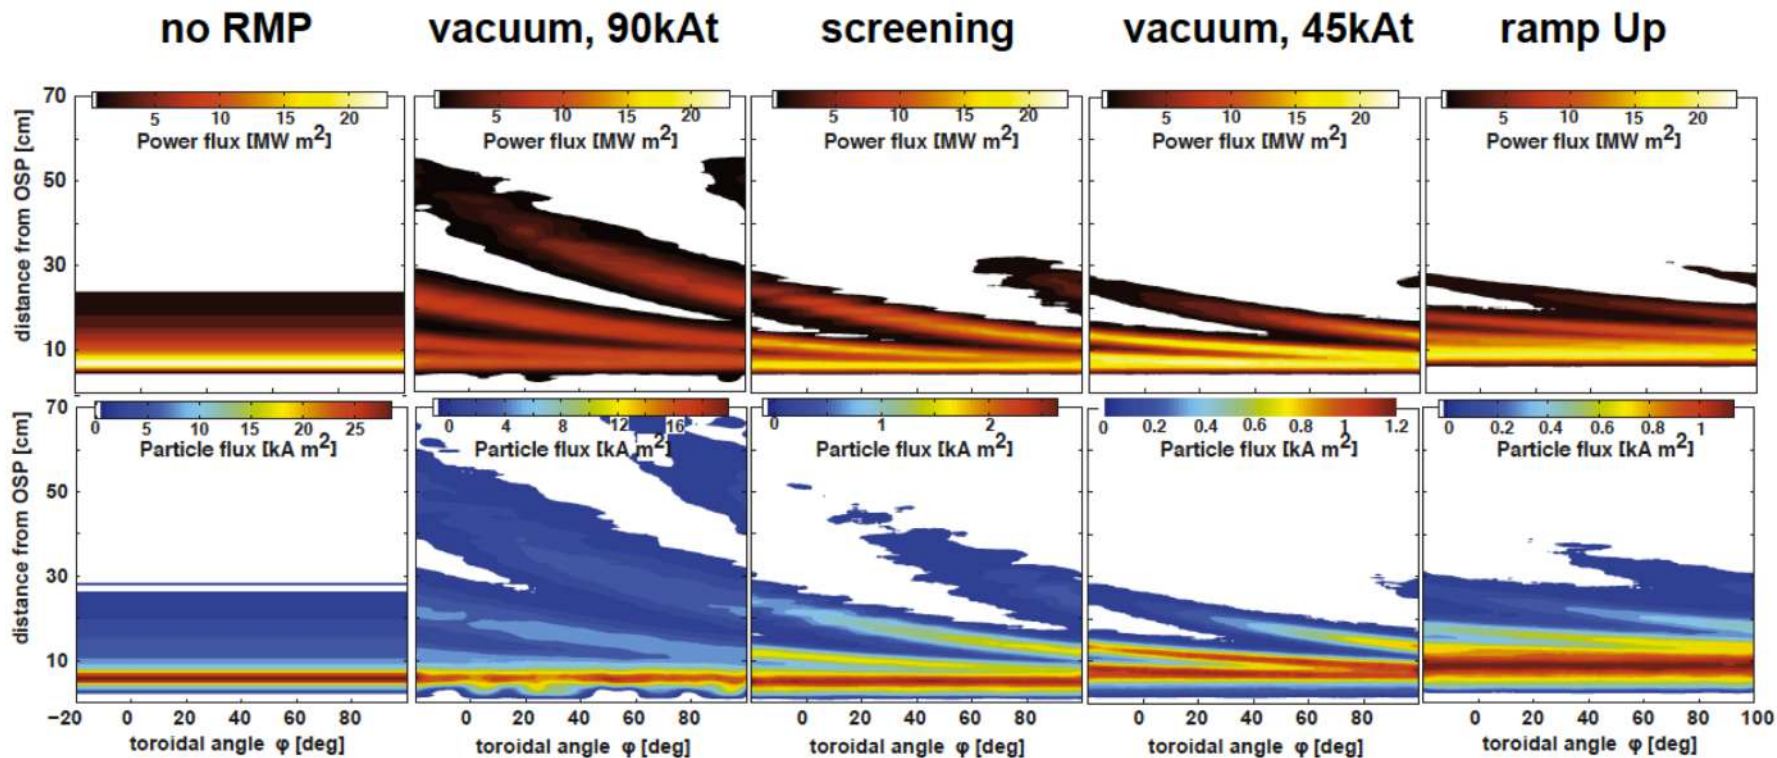 no RMP vacuum, 90kAt screening vacuum, 45kAt ramp Up
70
5 10 15 20 5 10 15 20 5 10 15 20 5 10 15 20 5 10 15 20
Power flux [MW m²] Power flux [MW m²] Power flux [MW m²] Power flux [MW m²] Power flux [MW m²]
distance from OSP [cm]
50
30
10
70
0 5 10 15 20 25 0 4 8 12 16 0 1 2 0 0.2 0.4 0.6 0.8 1 1.2 0 0.2 0.4 0.6 0.8 1
Particle flux [kA m²] Particle flux [kA m²] Particle flux [kA m²] Particle flux [kA m²] Particle flux [kA m²]
distance from OSP [cm]
50
30
10
−20 0 20 40 60 80 0 20 40 60 80 0 20 40 60 80 0 20 40 60 80 0 20 40 60 80 100
toroidal angle φ [deg] toroidal angle φ [deg] toroidal angle φ [deg] toroidal angle φ [deg] toroidal angle φ [deg]